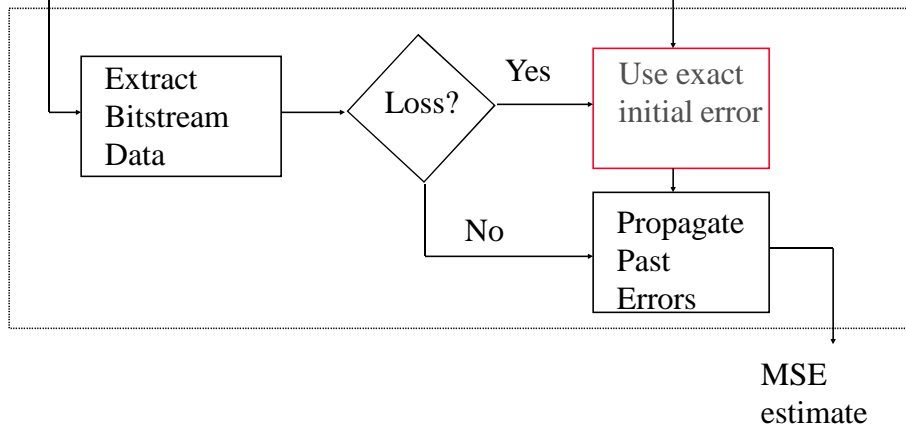 Extract
Bitstream
Data
Loss?
Yes
Use exact
initial error
No
Propagate
Past
Errors
MSE
estimate